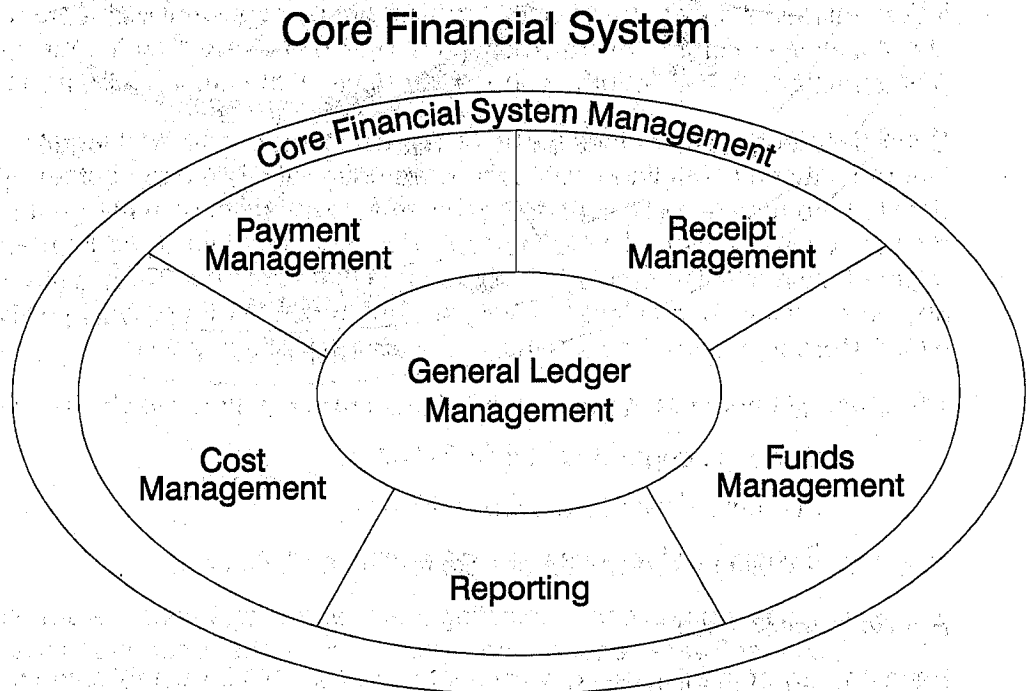 Core Financial System
Core Financial System Management
Payment
Management
Receipt
Management
General Ledger
Management
Cost
Management
Funds
Management
Reporting